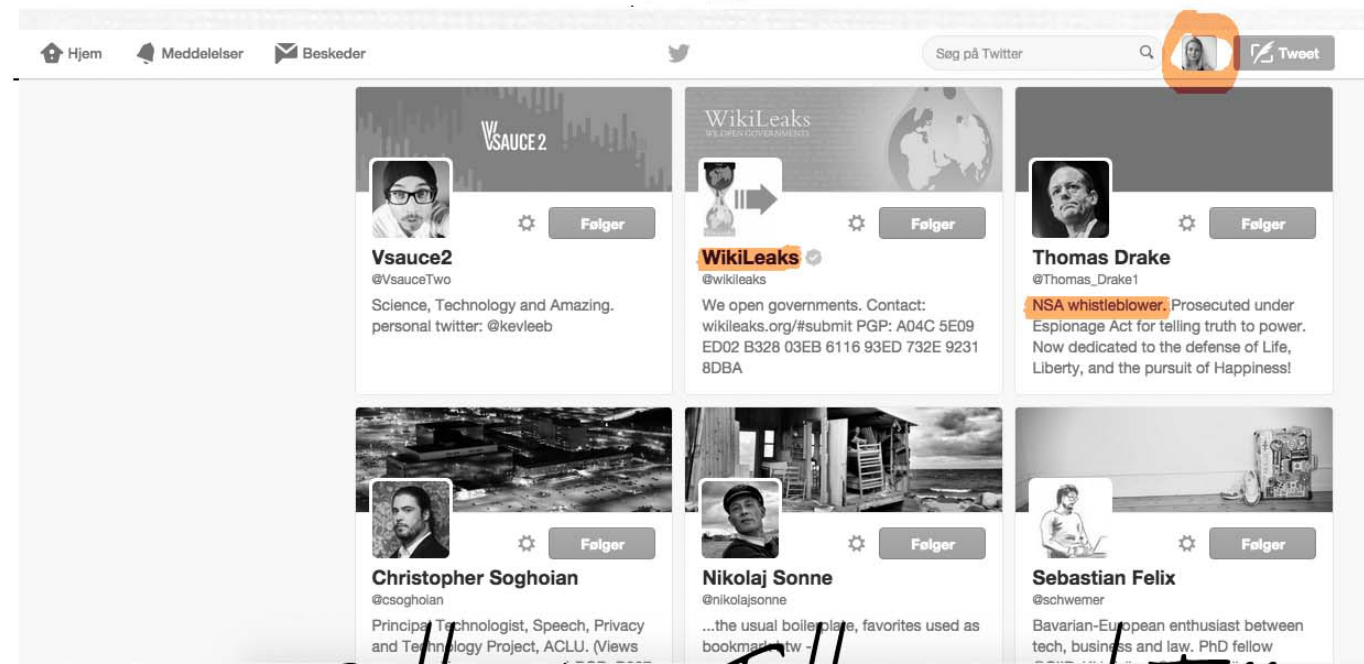 Hjem Meddelelser Beskeder Søg på Twitter Tweet
VSAUCE 2
WikiLeaks
WE OPEN GOVERNMENTS
Følger Følger Følger
Vsauce2
@VsauceTwo
Science, Technology and Amazing.
personal twitter: @kevleeb
WikiLeaks
@wikileaks
We open governments. Contact:
wikileaks.org/#submit PGP: A04C 5E09
ED02 B328 03EB 6116 93ED 732E 9231
8DBA
Thomas Drake
@Thomas_Drake1
NSA whistleblower. Prosecuted under
Espionage Act for telling truth to power.
Now dedicated to the defense of Life,
Liberty, and the pursuit of Happiness!
Følger Følger Følger
Christopher Soghoian
@csoghoian
Principal Technologist, Speech, Privacy
and Technology Project, ACLU. (Views
Nikolaj Sonne
@nikolajsonne
...the usual boilerplate, favorites used as
bookmark btw -
Sebastian Felix
@schwemer
Bavarian-European enthusiast between
tech, business and law. PhD fellow